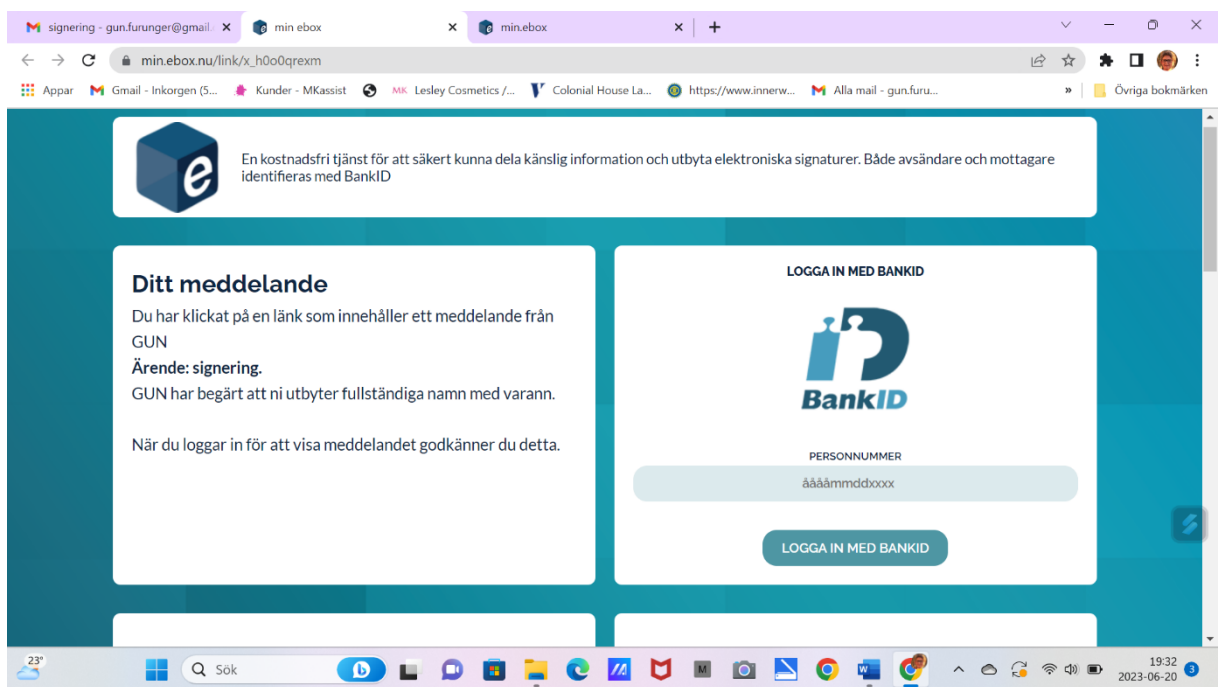 signering - gun.furunger@gmail.
min ebox
min.ebox
min.ebox.nu/link/x_h0o0qrexm
Appar
Gmail - Inkorgen (5...
Kunder - MKassist
MK Lesley Cosmetics /...
Colonial House La...
https://www.innerw...
Alla mail - gun.furu...
»
Övriga bokmärken
e
En kostnadsfri tjänst för att säkert kunna dela känslig information och utbyta elektroniska signaturer. Både avsändare och mottagare
identifieras med BankID
Ditt meddelande
Du har klickat på en länk som innehåller ett meddelande från
GUN
Ärende: signering.
GUN har begärt att ni utbyter fullständiga namn med varann.
När du loggar in för att visa meddelandet godkänner du detta.
LOGGA IN MED BANKID
BankID
PERSONNUMMER
ååååmmddxxxx
LOGGA IN MED BANKID
23°
Sök
19:32
2023-06-20
3